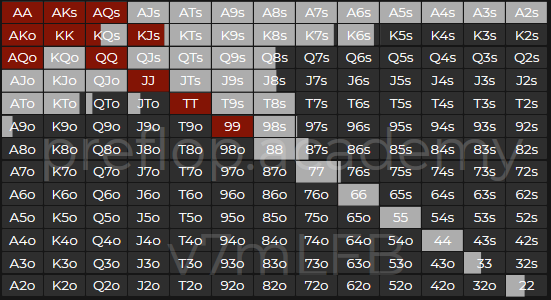 AA AKs AQs AJs ATs A9s A8s A7s A6s A5s A4s A3s A2s
AKo KK KQs KJs KTs K9s K8s K7s K6s K5s K4s K3s K2s
AQo KQo QQ QJs QTs Q9s Q8s Q7s Q6s Q5s Q4s Q3s Q2s
AJo KJo QJo JJ JTs J9s J8s J7s J6s J5s J4s J3s J2s
ATo KTo QTo JTo TT T9s T8s T7s T6s T5s T4s T3s T2s
A9o K9o Q9o J9o T9o 99 98s 97s 96s 95s 94s 93s 92s
A8o K8o Q8o J8o T8o 98o 88 87s 86s 85s 84s 83s 82s
preflop.academy
A7o K7o Q7o J7o T7o 97o 87o 77 76s 75s 74s 73s 72s
A6o K6o Q6o J6o T6o 96o 86o 76o 66 65s 64s 63s 62s
A5o K5o Q5o J5o T5o 95o 85o 75o 65o 55 54s 53s 52s
A4o K4o Q4o J4o T4o 94o 84o 74o 64o 54o 44 43s 42s
v7mLFB
A3o K3o Q3o J3o T3o 93o 83o 73o 63o 53o 43o 33 32s
A2o K2o Q2o J2o T2o 92o 82o 72o 62o 52o 42o 32o 22